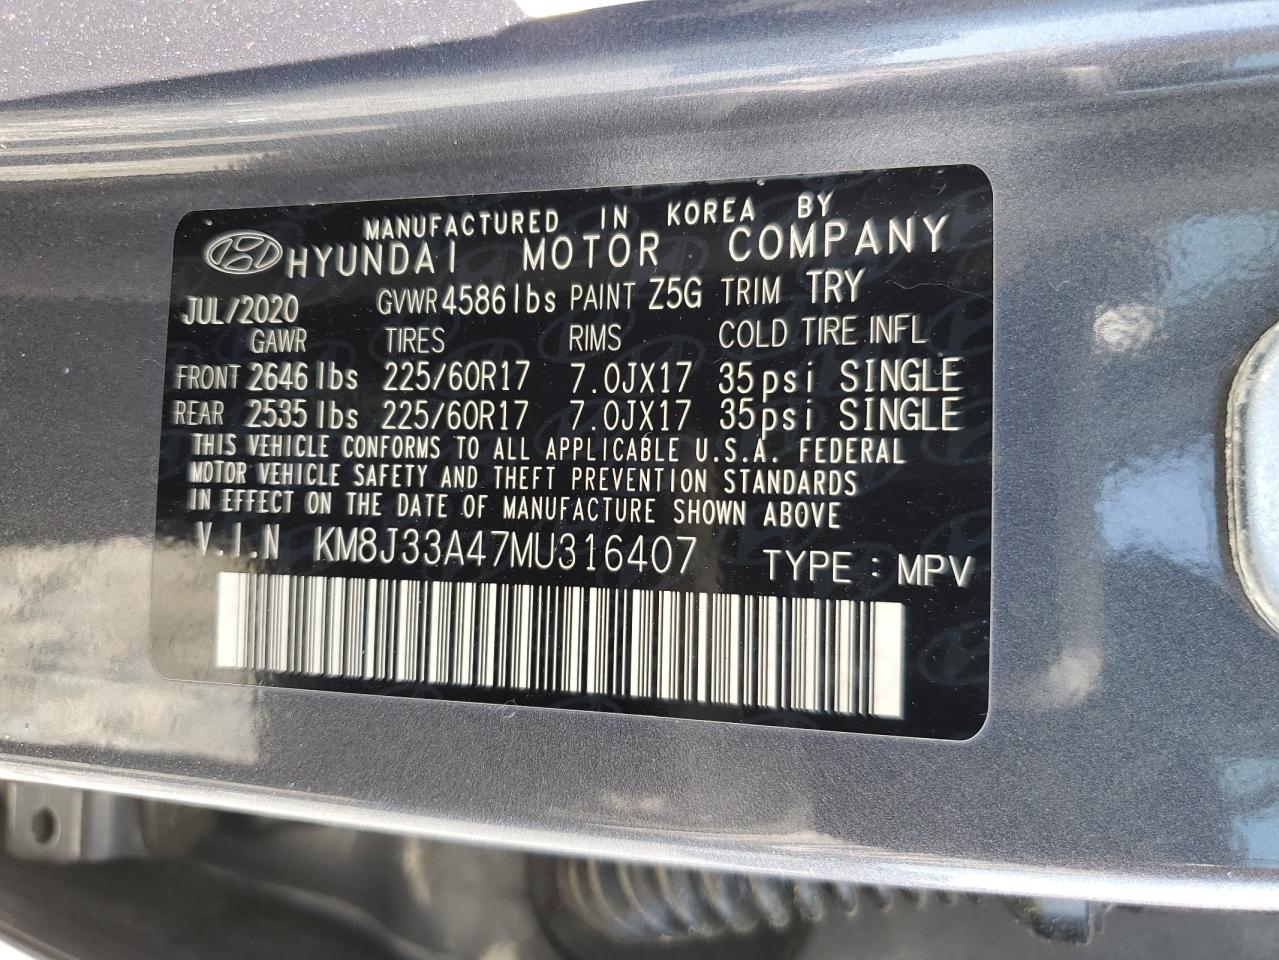 MANUFACTURED IN KOREA BY
HYUNDAI MOTOR COMPANY
JUL/2020 GVWR 4586 lbs PAINT Z5G TRIM TRY
GAWR TIRES RIMS COLD TIRE INFL
FRONT 2646 lbs 225/60R17 7.0JX17 35psi SINGLE
REAR 2535 lbs 225/60R17 7.0JX17 35psi SINGLE
THIS VEHICLE CONFORMS TO ALL APPLICABLE U.S.A. FEDERAL
MOTOR VEHICLE SAFETY AND THEFT PREVENTION STANDARDS
IN EFFECT ON THE DATE OF MANUFACTURE SHOWN ABOVE
V.I.N KM8J33A47MU316407 TYPE : MPV